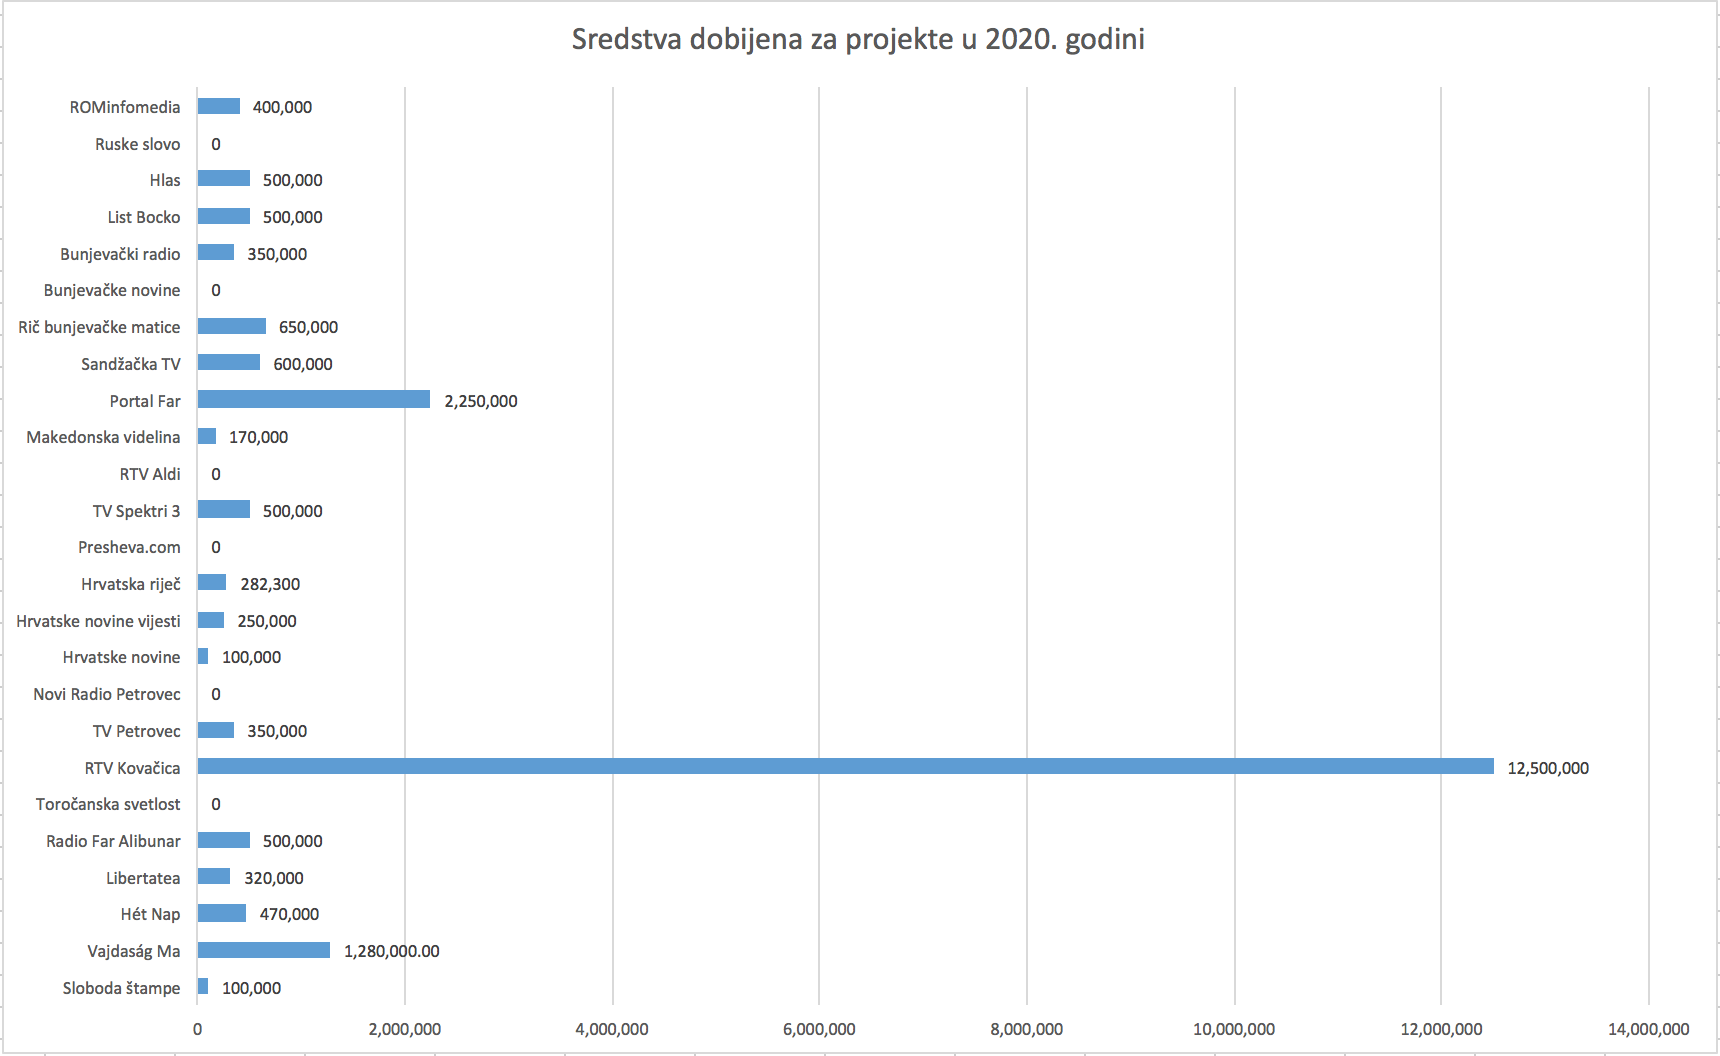 Sredstva dobijena za projekte u 2020. godini
ROMinfomedia 400,000
Ruske slovo 0
Hlas 500,000
List Bocko 500,000
Bunjevački radio 350,000
Bunjevačke novine 0
Rič bunjevačke matice 650,000
Sandžačka TV 600,000
Portal Far 2,250,000
Makedonska videlina 170,000
RTV Aldi 0
TV Spektri 3 500,000
Presheva.com 0
Hrvatska riječ 282,300
Hrvatske novine vijesti 250,000
Hrvatske novine 100,000
Novi Radio Petrovec 0
TV Petrovec 350,000
RTV Kovačica 12,500,000
Toročanska svetlost 0
Radio Far Alibunar 500,000
Libertatea 320,000
Hét Nap 470,000
Vajdaság Ma 1,280,000.00
Sloboda štampe 100,000
0 2,000,000 4,000,000 6,000,000 8,000,000 10,000,000 12,000,000 14,000,000